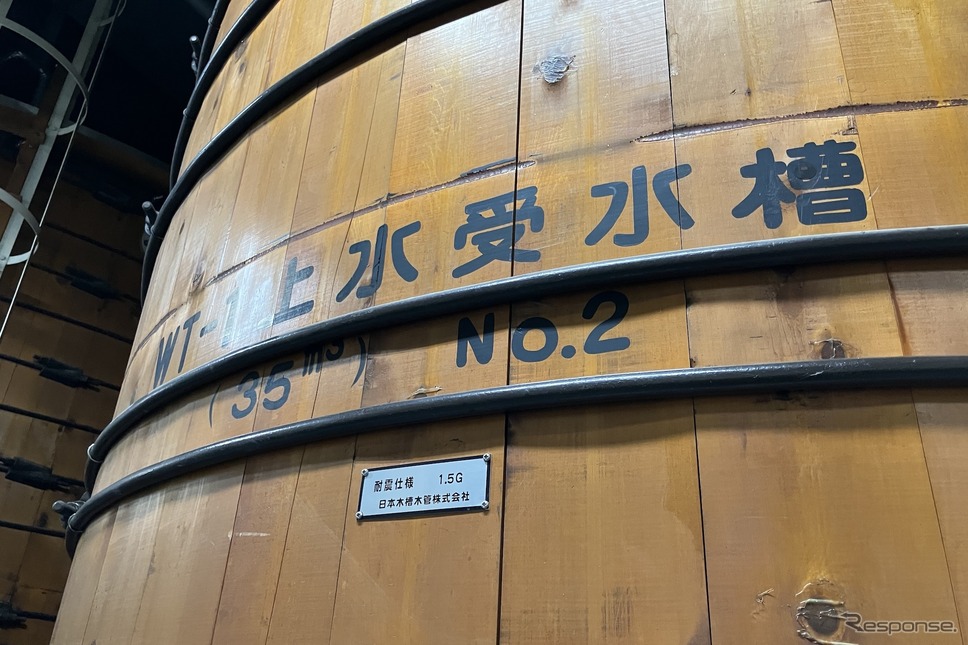 WT-1 上水受水槽
(35m³) No.2
耐震仕様 1.5G
日本木槽木管株式会社
Response.